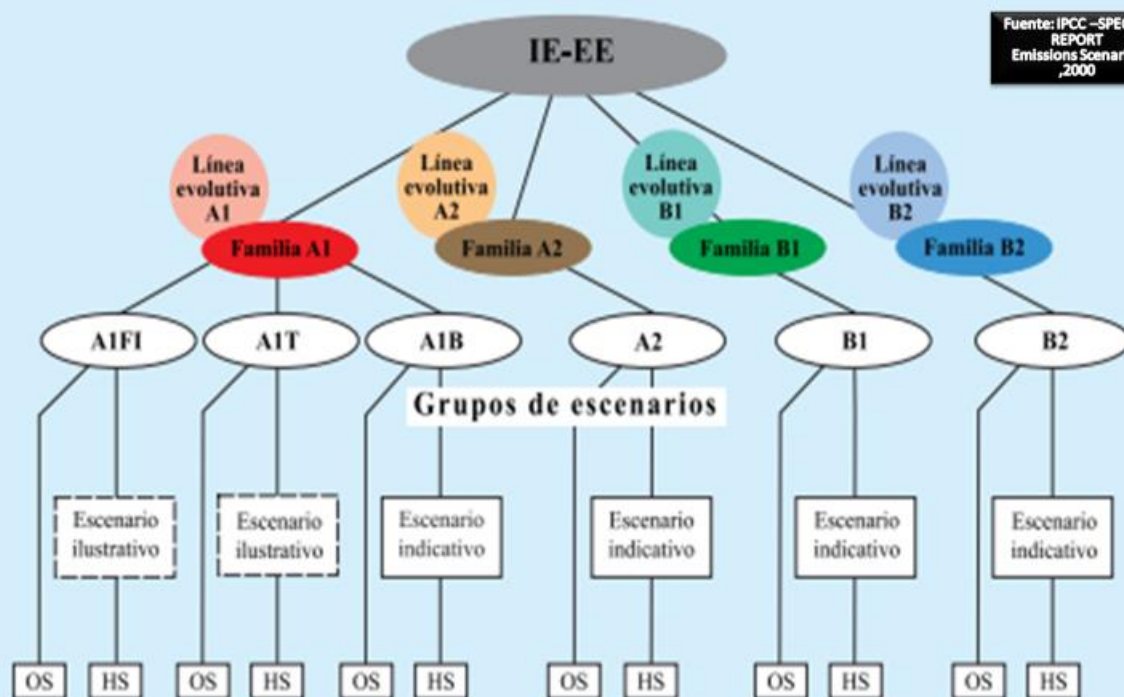 IE-EE
Fuente: IPCC –SPE
REPORT
Emissions
,2000
Línea
evolutiva
A1
Línea
evolutiva
A2
Línea
evolutiva
B1
Línea
evolutiva
B2
Familia A1
Familia A2
Familia B1
Familia B2
A1FI
A1T
A1B
A2
B1
B2
Grupos de escenarios
Escenario
ilustrativo
Escenario
ilustrativo
Escenario
indicativo
Escenario
indicativo
Escenario
indicativo
Escenario
indicativo
OS
HS
OS
HS
OS
HS
OS
HS
OS
HS
OS
HS